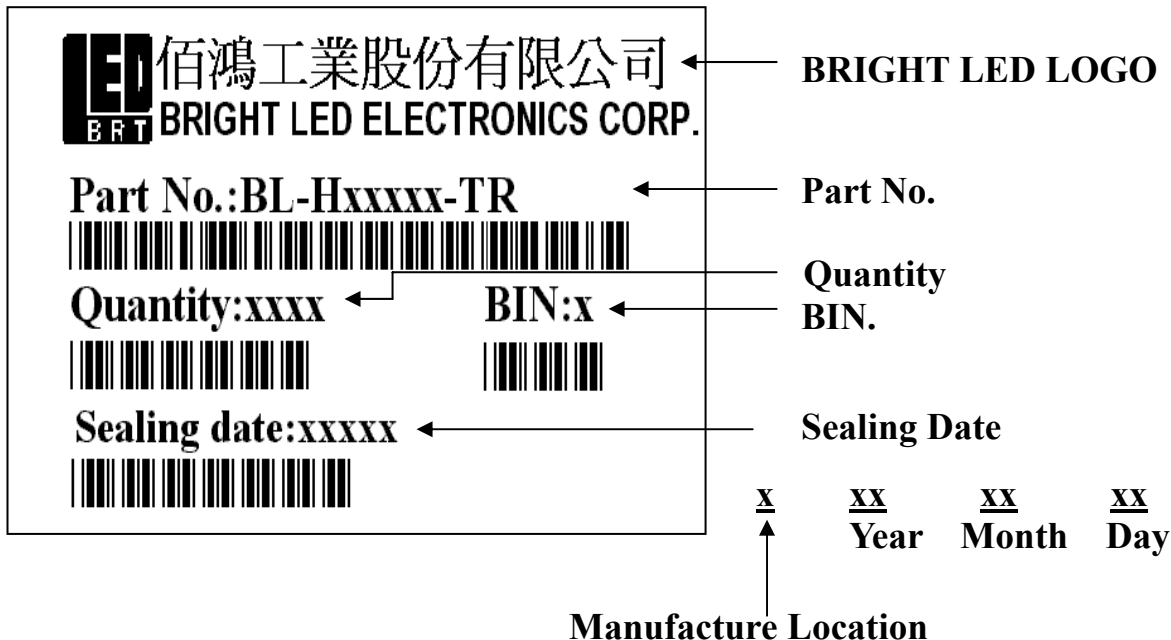 LED
佰鴻工業股份有限公司
BRIGHT LED LOGO
BRT
BRIGHT LED ELECTRONICS CORP.
Part No.:BL-Hxxxxx-TR
Part No.
Quantity
Quantity:xxxx
BIN:x
BIN.
Sealing date:xxxxx
Sealing Date
x xx xx xx
Year Month Day
Manufacture Location